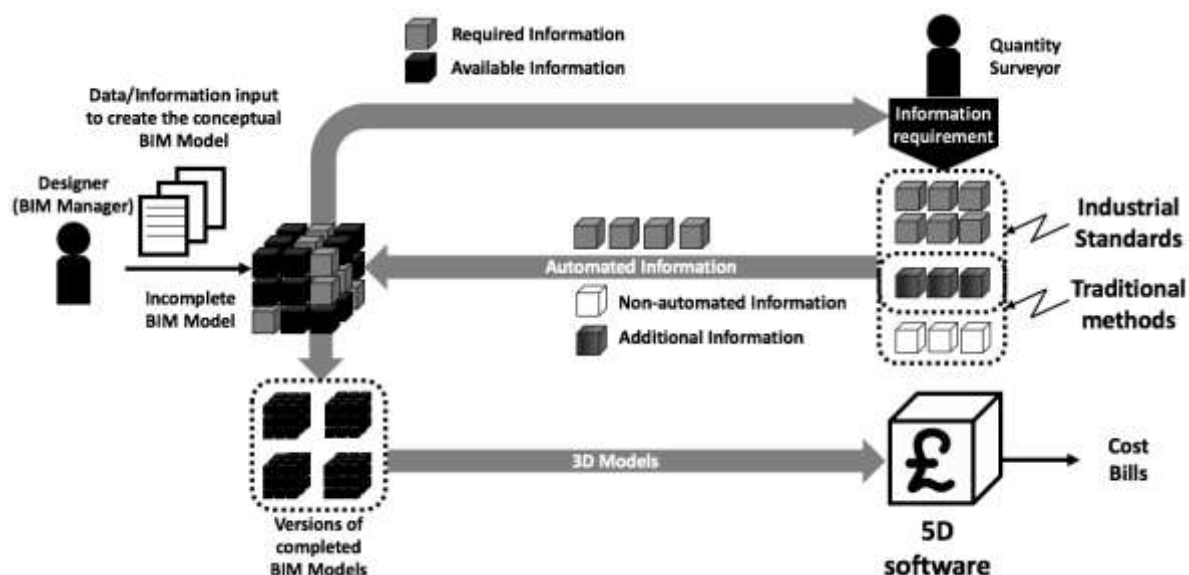 Required Information
Available Information
Quantity
Surveyor
Data/Information input
to create the conceptual
BIM Model
Information
requirement
Designer
(BIM Manager)
Industrial
Standards
Automated Information
Incomplete
BIM Model
Non-automated Information
Traditional
methods
Additional Information
3D Models
£
Cost
Bills
Versions of
completed
BIM Models
5D
software